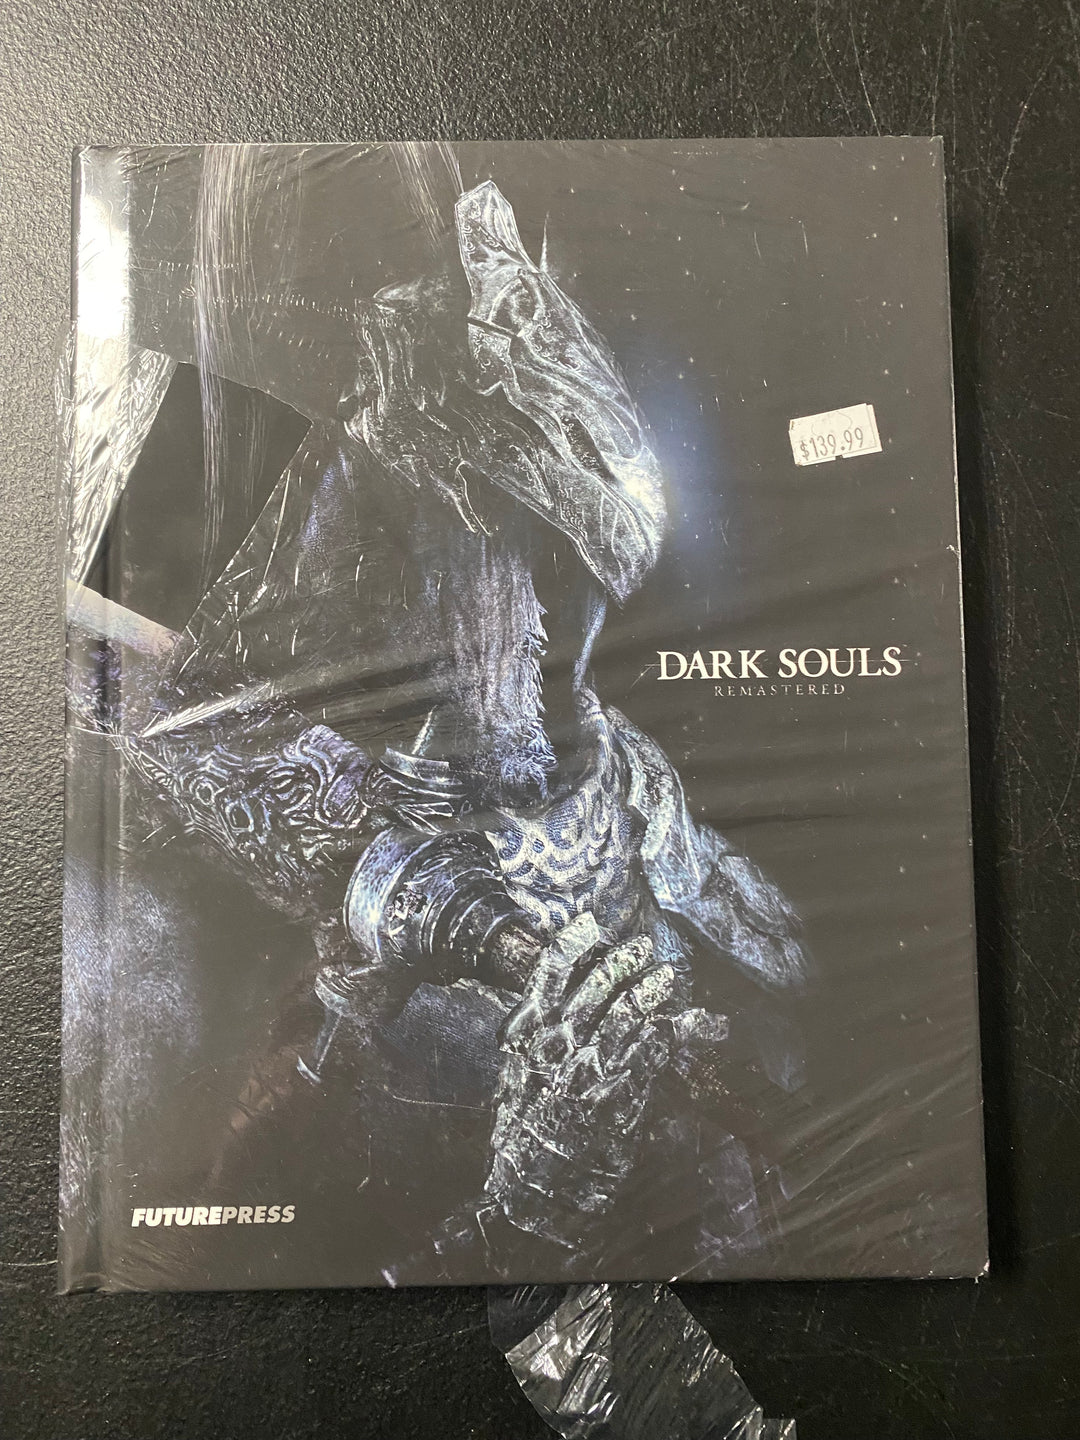 $139.99
DARK SOULS
REMASTERED
FUTUREPRESS